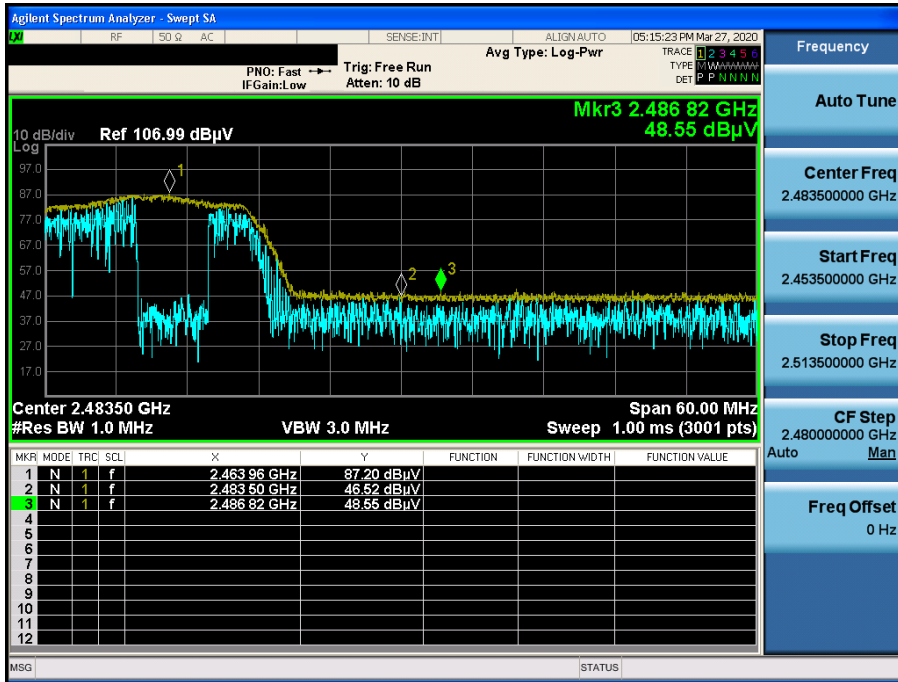 Agilent Spectrum Analyzer - Swept SA
LXI RF 50 Ω AC SENSE:INT ALIGN AUTO 05:15:23 PM Mar 27, 2020
Frequency
PNO: Fast Trig: Free Run Avg Type: Log-Pwr TRACE 1 2 3 4 5 6
TYPE M W W W W W
IFGain:Low Atten: 10 dB DET P P N N N N
Auto Tune
Mkr3 2.486 82 GHz
48.55 dBµV
10 dB/div Ref 106.99 dBµV
Log
97.0
87.0
77.0
67.0
57.0
47.0
37.0
27.0
17.0
1
2
3
Center 2.48350 GHz Span 60.00 MHz
#Res BW 1.0 MHz VBW 3.0 MHz Sweep 1.00 ms (3001 pts)
Center Freq
2.483500000 GHz
Start Freq
2.453500000 GHz
Stop Freq
2.513500000 GHz
CF Step
2.480000000 GHz
Auto Man
Freq Offset
0 Hz
MKR MODE TRC SCL X Y FUNCTION FUNCTION WIDTH FUNCTION VALUE
1 N 1 f 2.463 96 GHz 87.20 dBµV
2 N 1 f 2.483 50 GHz 46.52 dBµV
3 N 1 f 2.486 82 GHz 48.55 dBµV
4
5
6
7
8
9
10
11
12
MSG STATUS